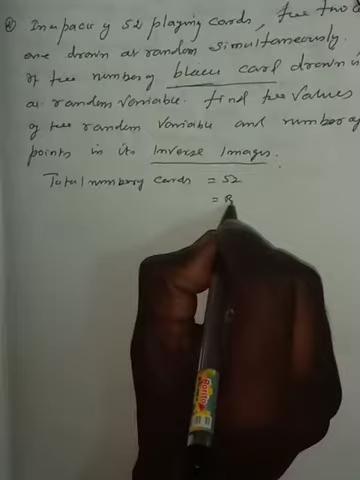 In a pack of 52 playing cards, two
are drawn at random simultaneously.
If the number of black card drawn is
a random variable. Find the values
of the random variable and number of
points in its Inverse Images.
Total number of cards = 52
= B